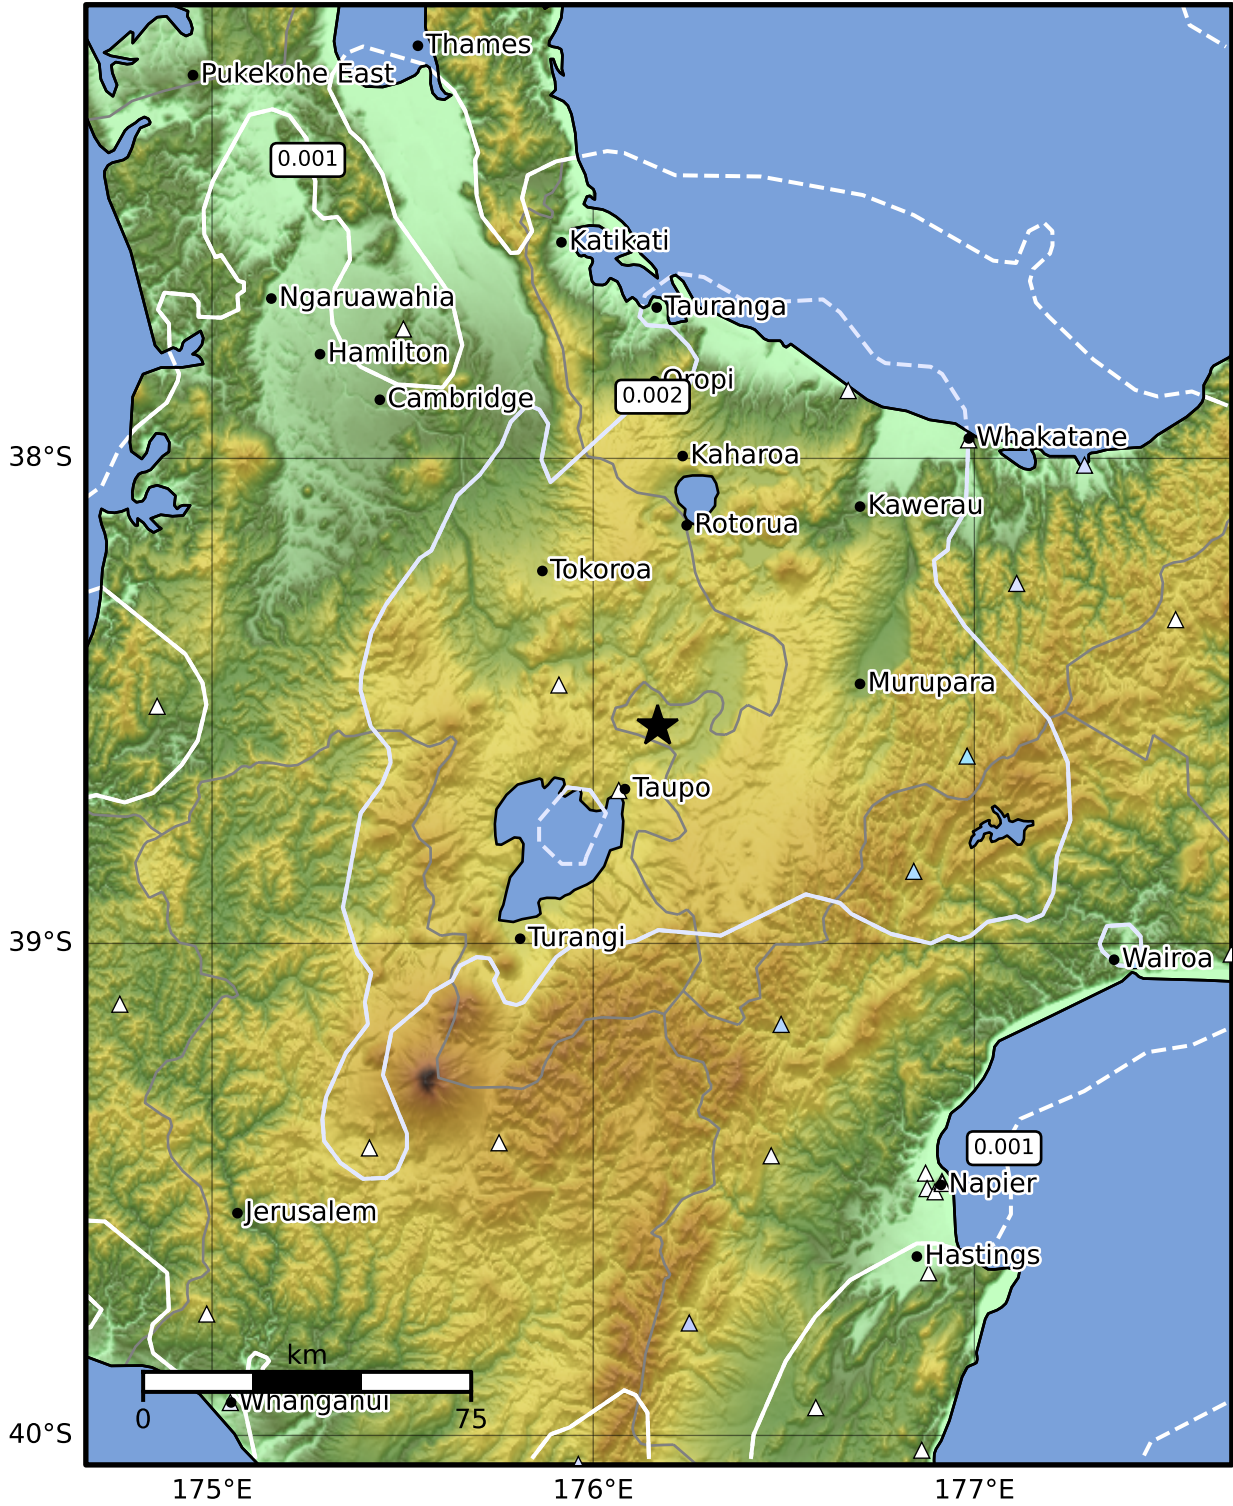 Thames
Pukekohe East
0.001
Katikati
Ngaruawahia
Tauranga
Hamilton
Oropi
0.002
Cambridge
Whakatane
38°S
Kaharoa
Kawerau
Rotorua
Tokoroa
Murupara
Taupo
Turangi
39°S
Wairoa
0.001
Napier
Jerusalem
Hastings
km
Whanganui
0
75
40°S
175°E
176°E
177°E